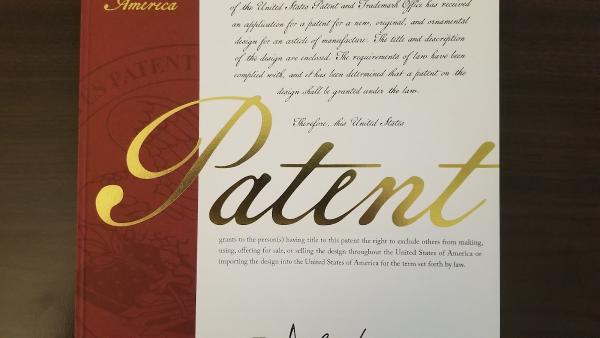 America
of the United States Patent and Trademark Office has received
an application for a patent for a new, original, and ornamental
design for an article of manufacture. The title and description
of the design are enclosed. The requirements of law have been
complied with, and it has been determined that a patent on the
design shall be granted under the law.
Therefore, this United States
Patent
grants to the person(s) having title to this patent the right to exclude others from making,
using, offering for sale, or selling the design throughout the United States of America or
importing the design into the United States of America for the term set forth by law.